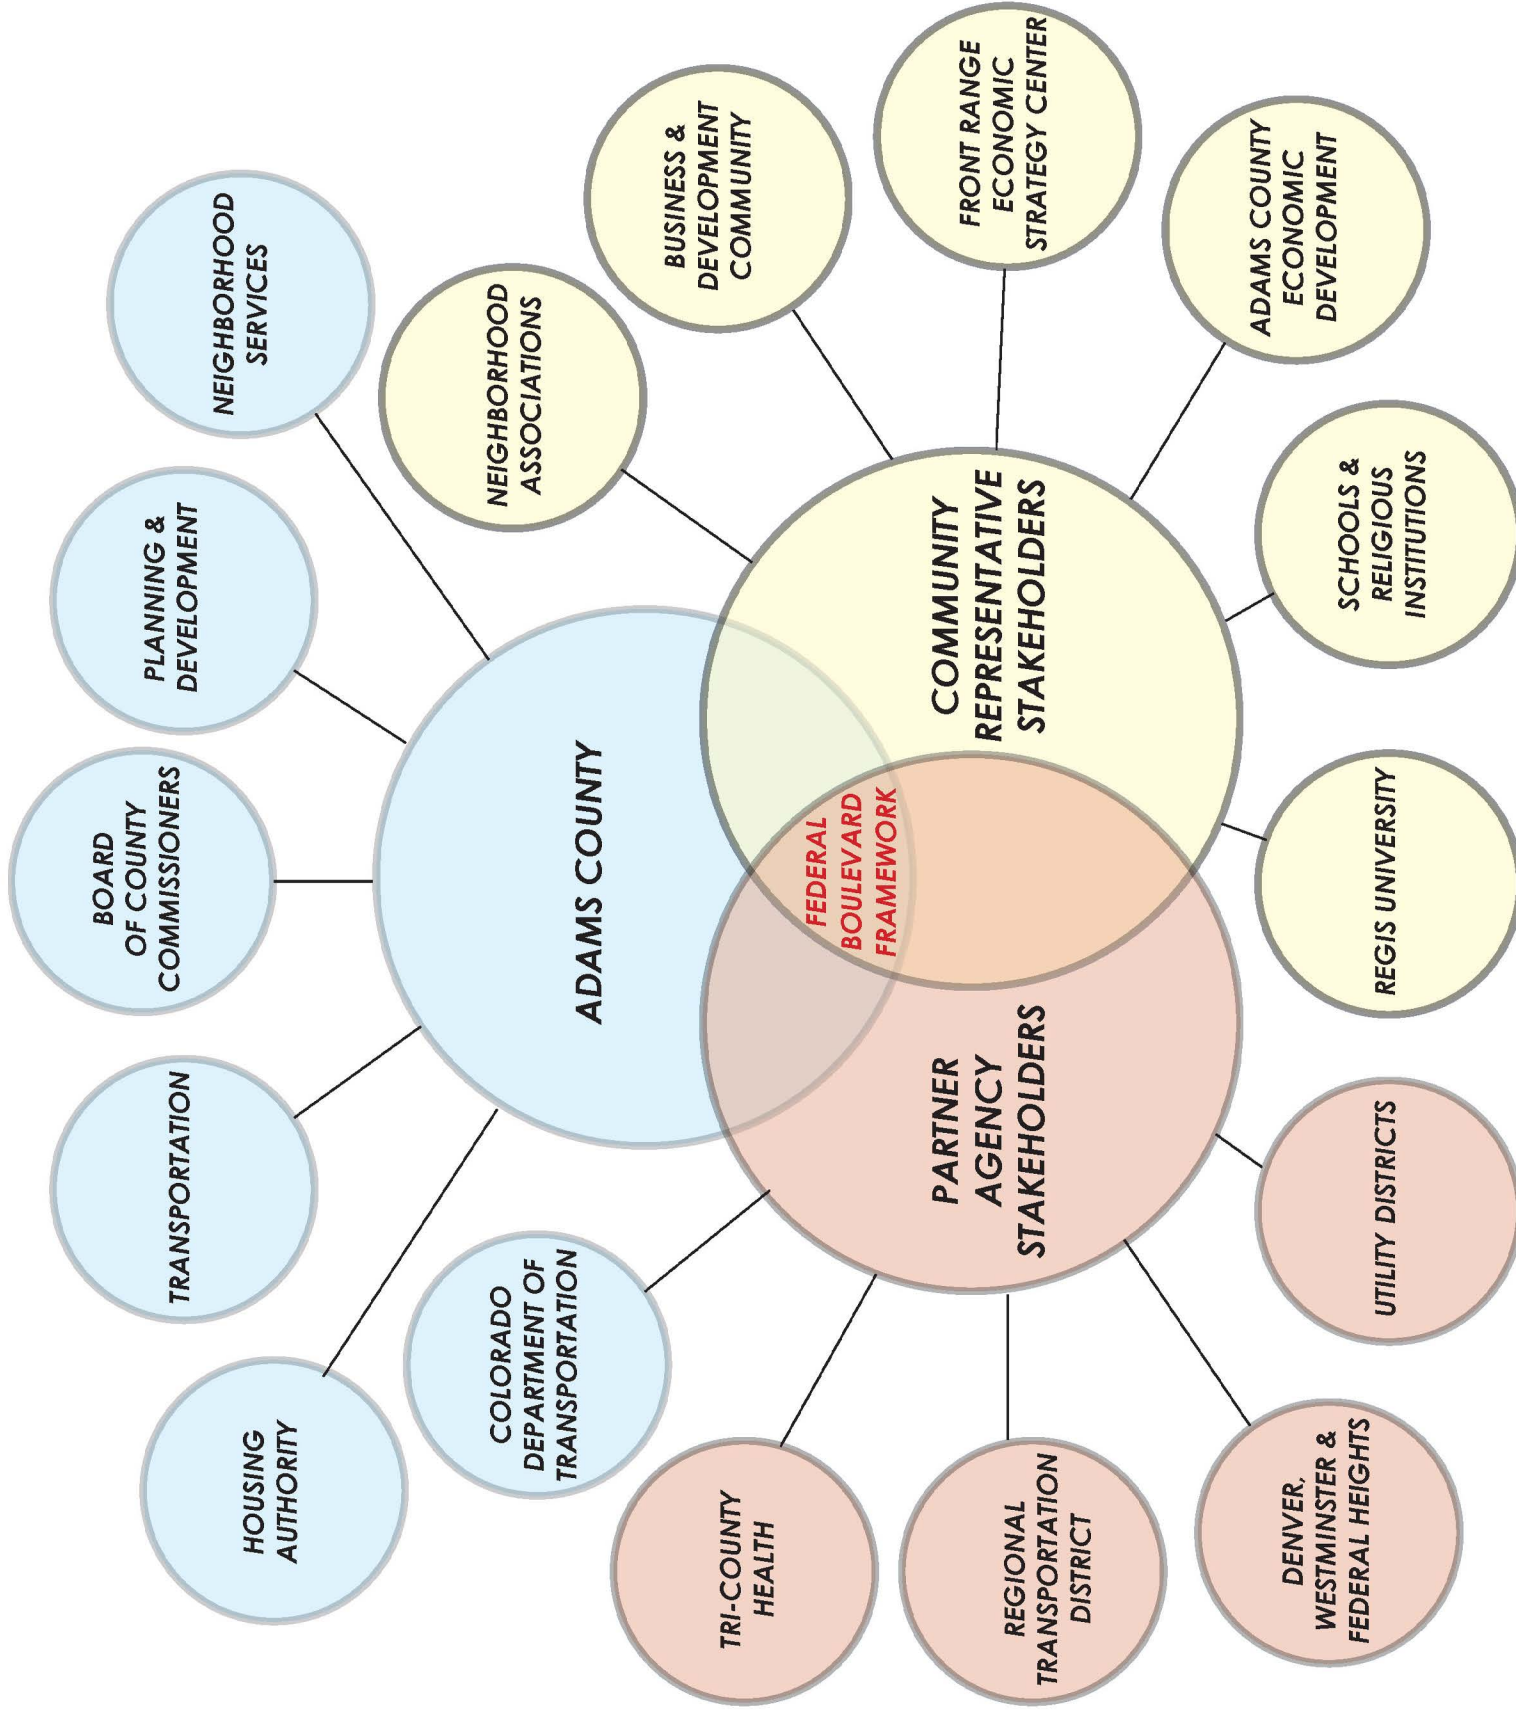 HOUSING
AUTHORITY
TRANSPORTATION
BOARD
OF COUNTY
COMMISSIONERS
PLANNING &
DEVELOPMENT
NEIGHBORHOOD
SERVICES
COLORADO
DEPARTMENT OF
TRANSPORTATION
ADAMS COUNTY
NEIGHBORHOOD
ASSOCIATIONS
TRI-COUNTY
HEALTH
BUSINESS &
DEVELOPMENT
COMMUNITY
FEDERAL
BOULEVARD
FRAMEWORK
PARTNER
AGENCY
STAKEHOLDERS
COMMUNITY
REPRESENTATIVE
STAKEHOLDERS
REGIONAL
TRANSPORTATION
DISTRICT
FRONT RANGE
ECONOMIC
STRATEGY CENTER
DENVER,
WESTMINSTER &
FEDERAL HEIGHTS
UTILITY DISTRICTS
REGIS UNIVERSITY
SCHOOLS &
RELIGIOUS
INSTITUTIONS
ADAMS COUNTY
ECONOMIC
DEVELOPMENT